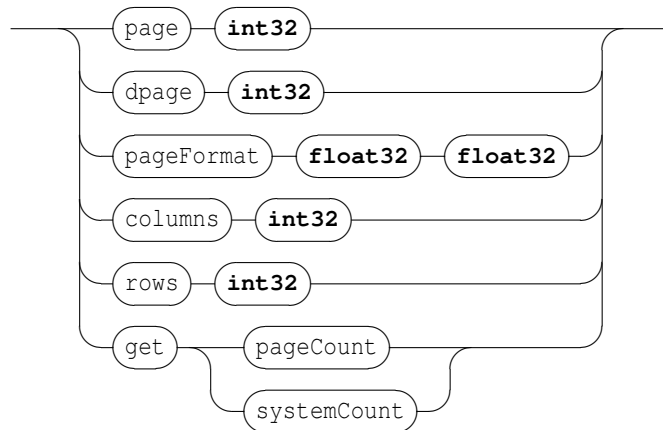 page int32
dpage int32
pageFormat float32 float32
columns int32
rows int32
get pageCount
systemCount